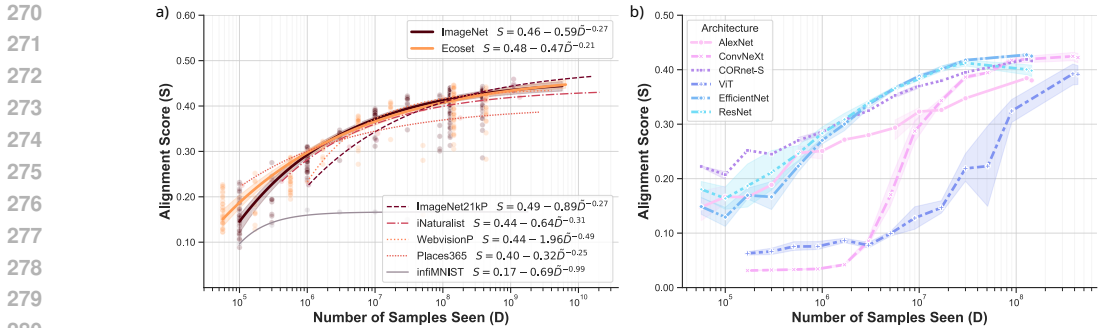 270
271
272
273
274
275
276
277
278
279
a)
Alignment Score (S)
0.60
0.50
0.40
0.30
0.20
0.10
ImageNet S = 0.46 − 0.59D̃^−0.27
Ecoset S = 0.48 − 0.47D̃^−0.21
ImageNet21kP S = 0.49 − 0.89D̃^−0.27
iNaturalist S = 0.44 − 0.64D̃^−0.31
WebvisionP S = 0.44 − 1.96D̃^−0.49
Places365 S = 0.40 − 0.32D̃^−0.25
infiMNIST S = 0.17 − 0.69D̃^−0.99
10^5 10^6 10^7 10^8 10^9 10^10
Number of Samples Seen (D)
b)
Alignment Score (S)
0.50
0.40
0.30
0.20
0.10
0.00
Architecture
AlexNet
ConvNeXt
CORnet-S
ViT
EfficientNet
ResNet
10^5 10^6 10^7 10^8
Number of Samples Seen (D)